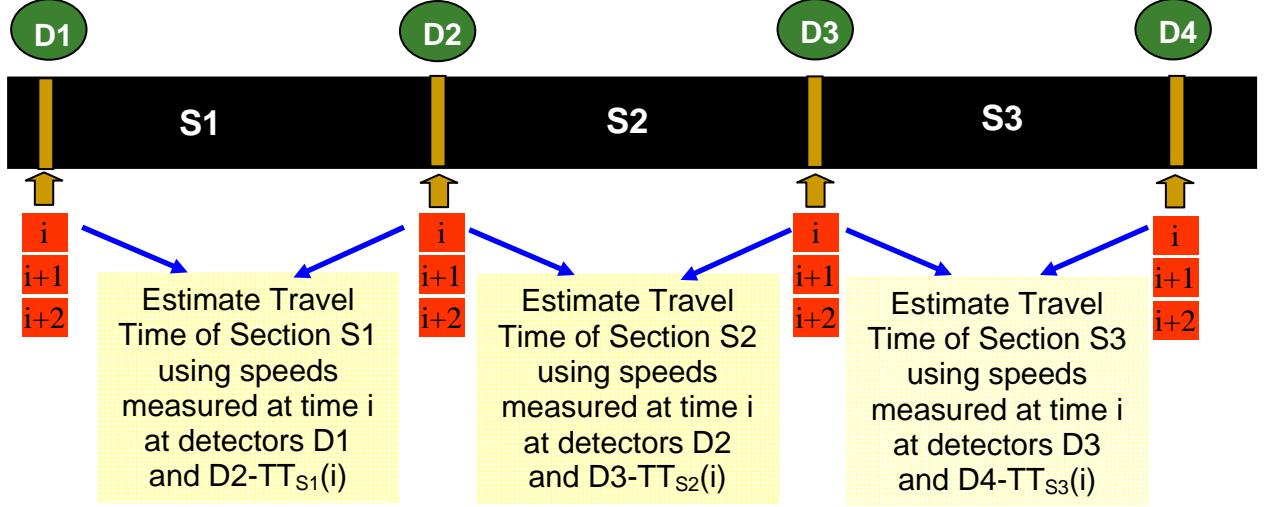 D1 D2 D3 D4
S1 S2 S3
i i i i
i+1 i+1 i+1 i+1
i+2 i+2 i+2 i+2
Estimate Travel
Time of Section S1
using speeds
measured at time i
at detectors D1
and D2-TTS1(i)
Estimate Travel
Time of Section S2
using speeds
measured at time i
at detectors D2
and D3-TTS2(i)
Estimate Travel
Time of Section S3
using speeds
measured at time i
at detectors D3
and D4-TTS3(i)